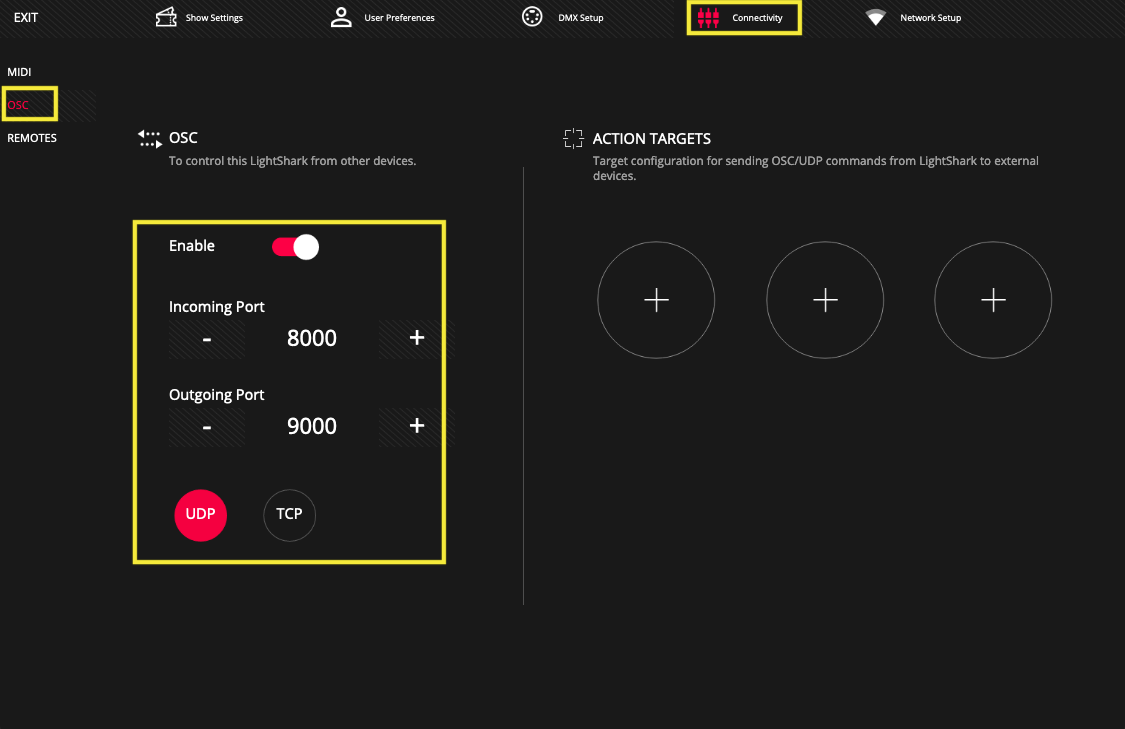 EXIT
Show Settings
User Preferences
DMX Setup
Connectivity
Network Setup
MIDI
OSC
REMOTES
OSC
To control this LightShark from other devices.
Enable
Incoming Port
- 8000 +
Outgoing Port
- 9000 +
UDP
TCP
ACTION TARGETS
Target configuration for sending OSC/UDP commands from LightShark to external
devices.
+ + +